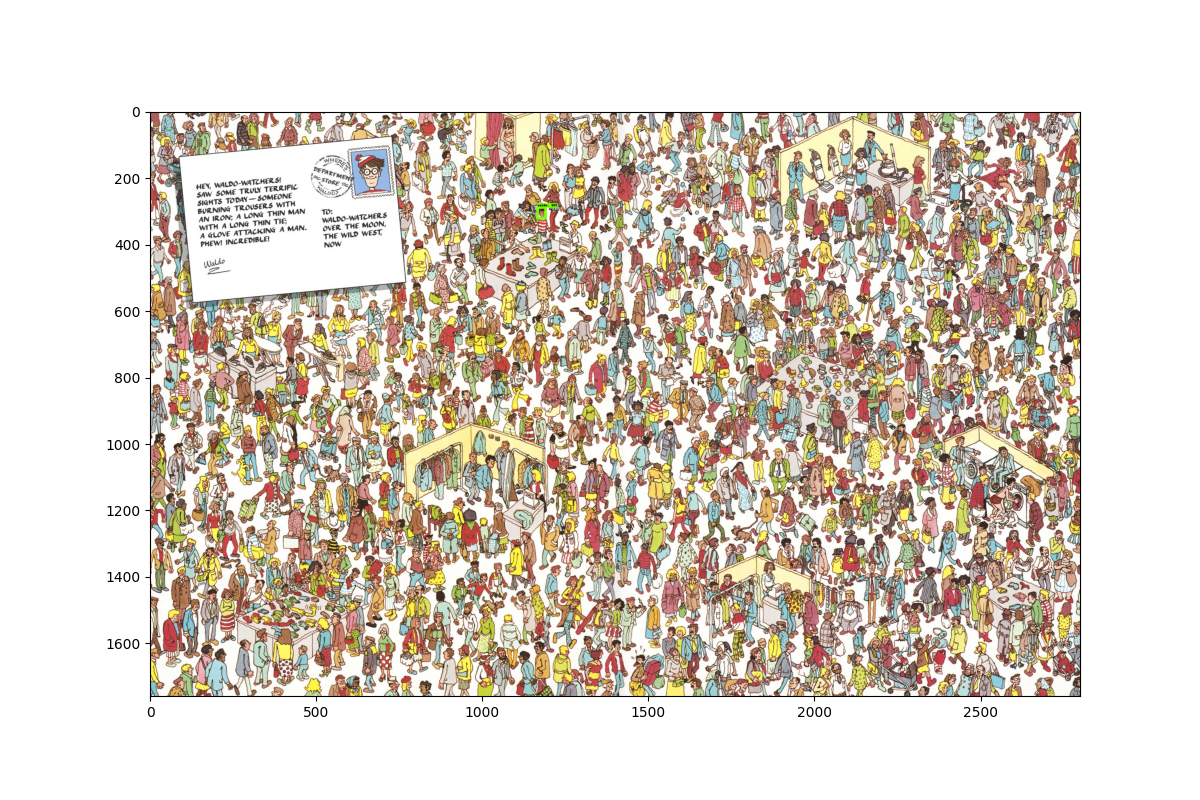 0
200
400
600
800
1000
1200
1400
1600
0
500
1000
1500
2000
2500
HEY, WALDO-WATCHERS!
SAW SOME TRULY TERRIFIC
SIGHTS TODAY - SOMEONE
BURNING TROUSERS WITH
AN IRON; A LONG THIN MAN
WITH A LONG THIN TIE;
A GLOVE ATTACKING A MAN.
PHEW! INCREDIBLE!
Waldo
DEPARTMENT
STORE
TO:
WALDO-WATCHERS
OVER THE MOON,
THE WILD WEST,
NOW